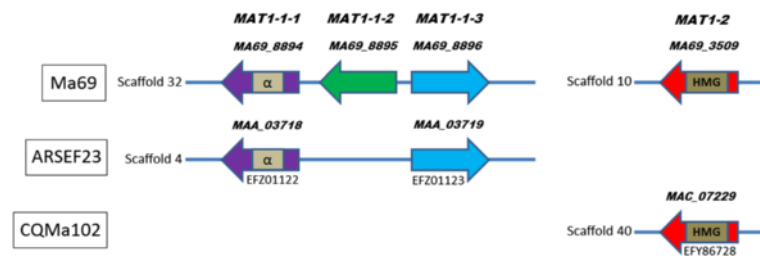 MAT1-1-1 MAT1-1-2 MAT1-1-3 MAT1-2
MA69_8894 MA69_8895 MA69_8896 MA69_3509
Ma69 Scaffold 32 α Scaffold 10 HMG
MAA_03718 MAA_03719
ARSEF23 Scaffold 4 α
EFZ01122 EFZ01123
MAC_07229
CQMa102 Scaffold 40 HMG
EFY86728